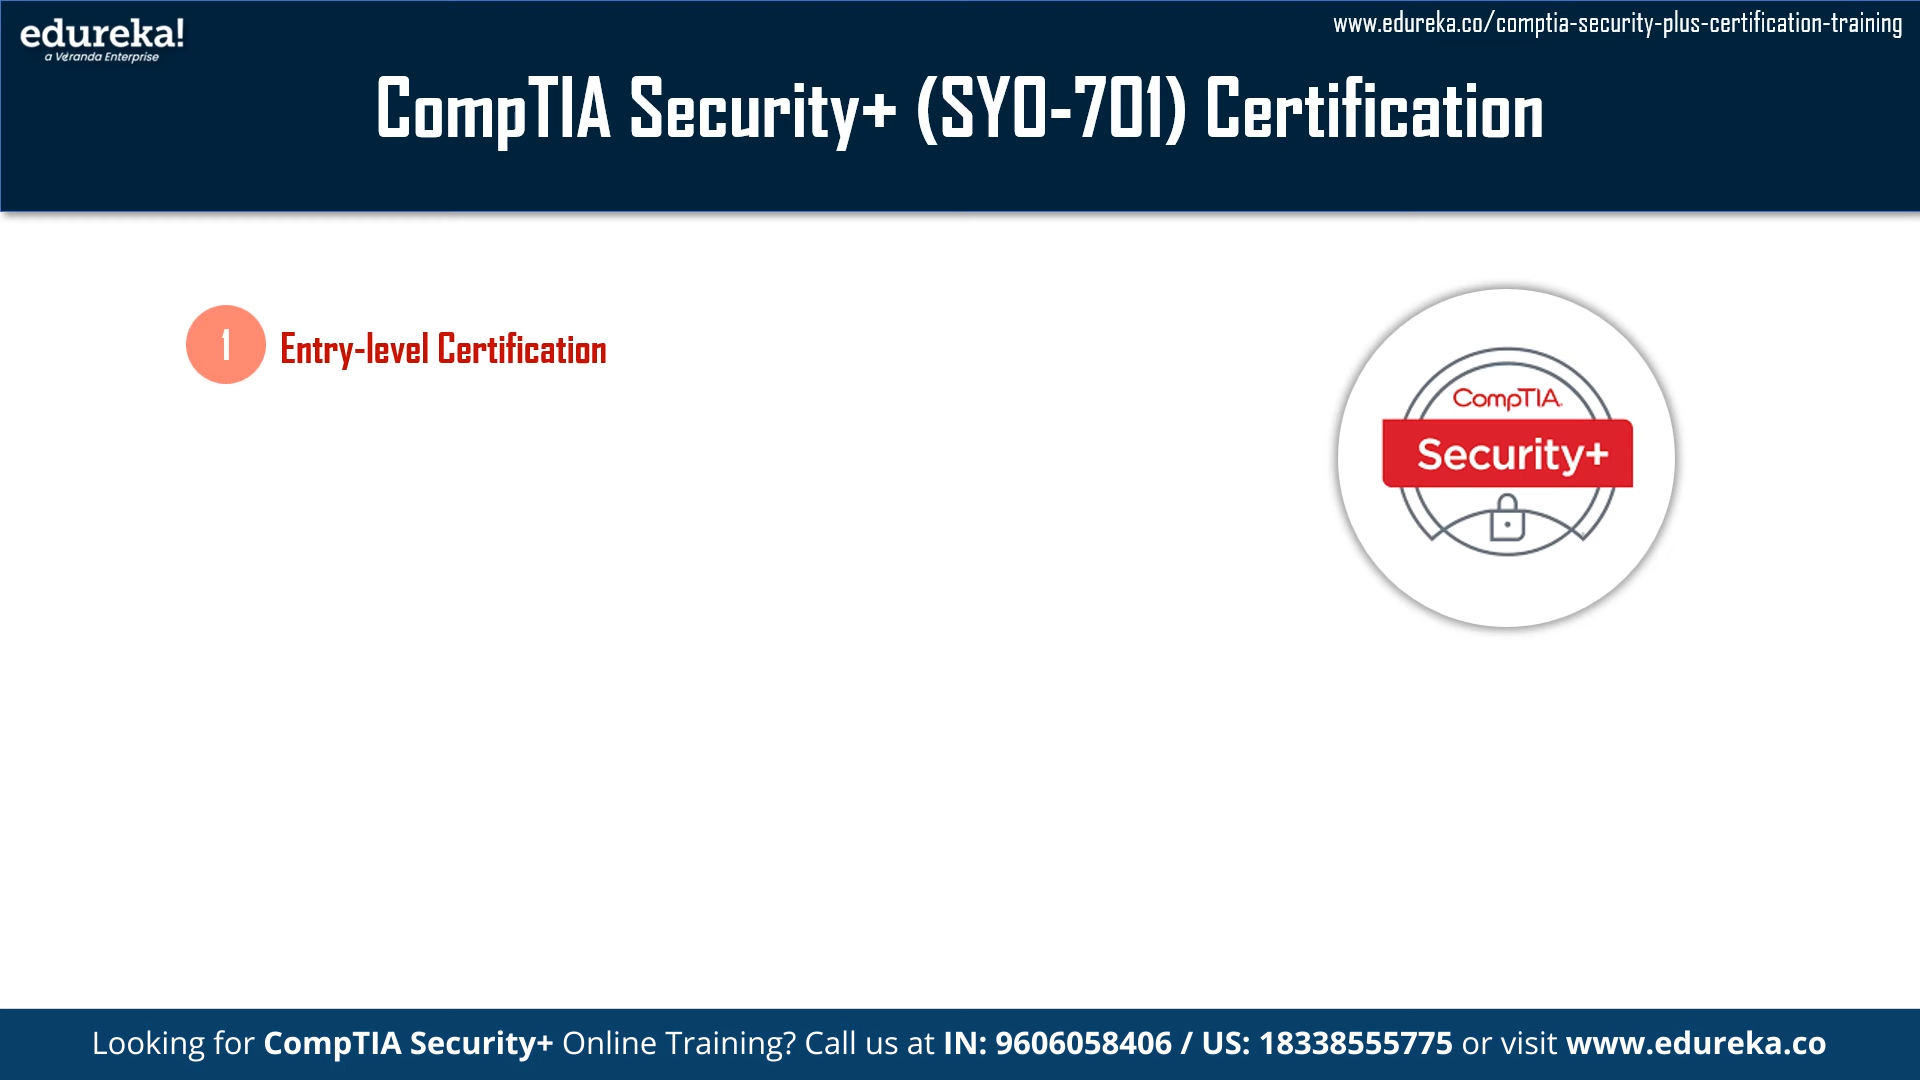 edureka!
a Veranda Enterprise
www.edureka.co/comptia-security-plus-certification-training
CompTIA Security+ (SY0-701) Certification
1
Entry-level Certification
CompTIA.
Security+
Looking for CompTIA Security+ Online Training? Call us at IN: 9606058406 / US: 18338555775 or visit www.edureka.co